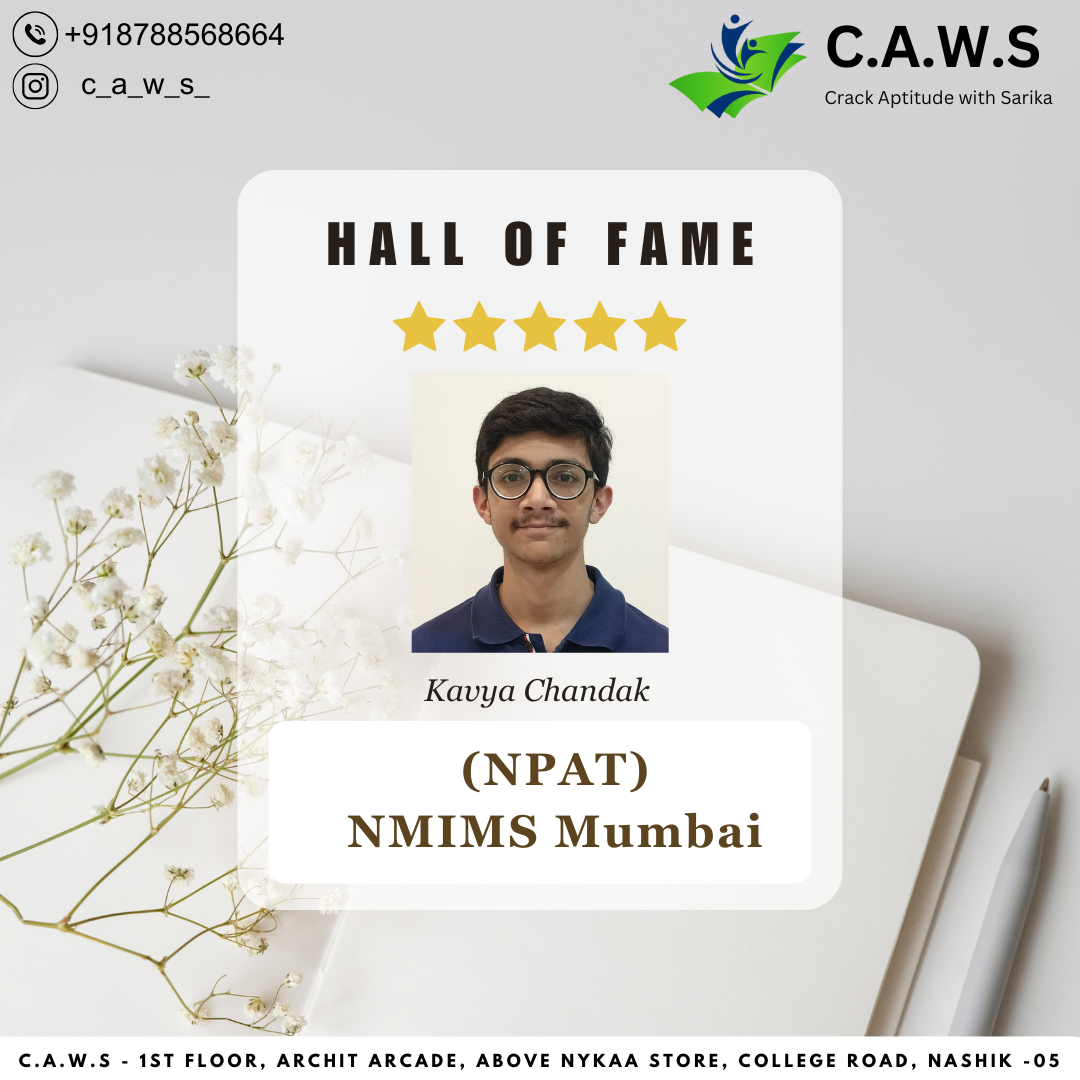 +918788568664
c_a_w_s_
C.A.W.S
Crack Aptitude with Sarika
HALL OF FAME
Kavya Chandak
(NPAT)
NMIMS Mumbai
C.A.W.S - 1ST FLOOR, ARCHIT ARCADE, ABOVE NYKAA STORE, COLLEGE ROAD, NASHIK -05